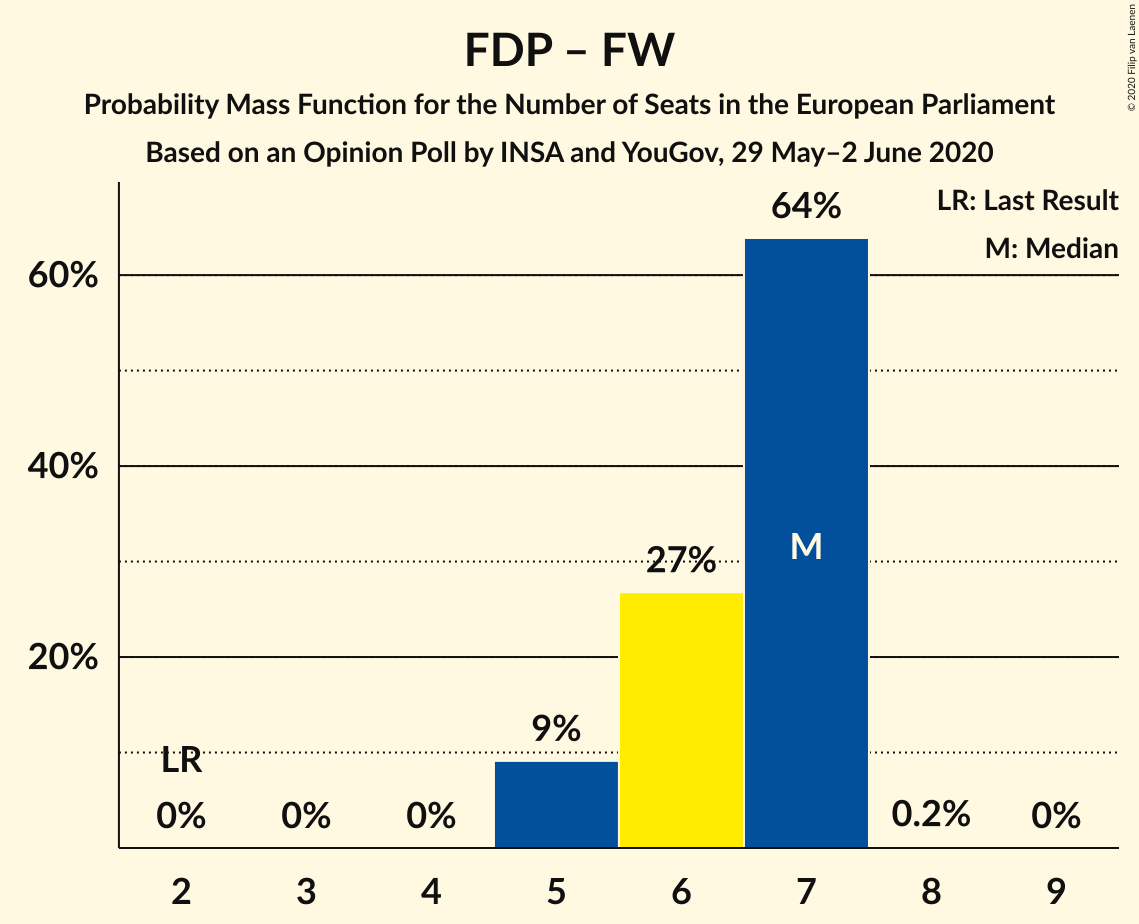 FDP – FW
Probability Mass Function for the Number of Seats in the European Parliament
Based on an Opinion Poll by INSA and YouGov, 29 May–2 June 2020
© 2020 Filip van Laenen
LR: Last Result
M: Median
64%
60%
40%
M
27%
20%
9%
LR
0%
0%
0%
0.2%
0%
2
3
4
5
6
7
8
9